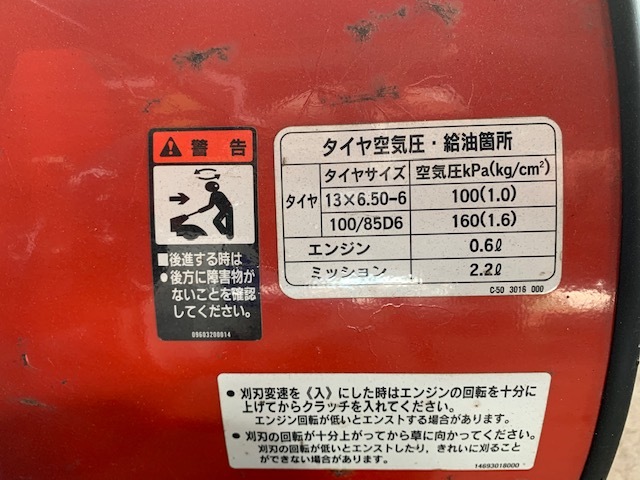 警告
■後進する時は
●後方に障害物が
ないことを確認
してください。
09603200014
タイヤ空気圧・給油箇所
タイヤ タイヤサイズ 空気圧kPa(kg/cm²)
13×6.50-6 100(1.0)
100/85D6 160(1.6)
エンジン 0.6ℓ
ミッション 2.2ℓ
C-50 3016 000
●刈刃変速を《入》にした時はエンジンの回転を十分に
上げてからクラッチを入れてください。
エンジン回転が低いとエンストする場合があります。
●刈刃の回転が十分上がってから草に向かってください。
刈刃の回転が低いとエンストしたり、きれいに刈ること
ができない場合があります。
14693018000